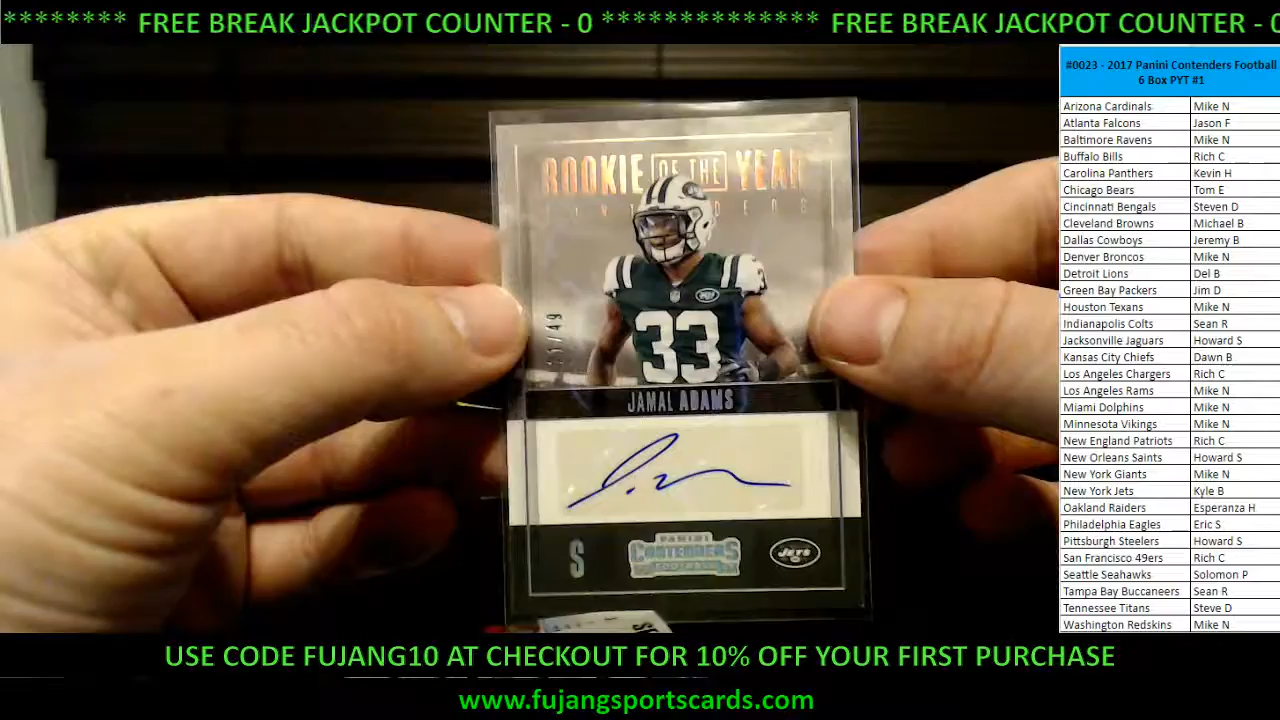 ******** FREE BREAK JACKPOT COUNTER - 0 ************** FREE BREAK JACKPOT COUNTER - 0
ROOKIE OF THE YEAR
33
JAMAL ADAMS
S
PANINI
CONTENDERS
FOOTBALL
JETS
#0023 - 2017 Panini Contenders Football
6 Box PYT #1
Arizona Cardinals Mike N
Atlanta Falcons Jason F
Baltimore Ravens Mike N
Buffalo Bills Rich C
Carolina Panthers Kevin H
Chicago Bears Tom E
Cincinnati Bengals Steven D
Cleveland Browns Michael B
Dallas Cowboys Jeremy B
Denver Broncos Mike N
Detroit Lions Del B
Green Bay Packers Jim D
Houston Texans Mike N
Indianapolis Colts Sean R
Jacksonville Jaguars Howard S
Kansas City Chiefs Dawn B
Los Angeles Chargers Rich C
Los Angeles Rams Mike N
Miami Dolphins Mike N
Minnesota Vikings Mike N
New England Patriots Rich C
New Orleans Saints Howard S
New York Giants Mike N
New York Jets Kyle B
Oakland Raiders Esperanza H
Philadelphia Eagles Eric S
Pittsburgh Steelers Howard S
San Francisco 49ers Rich C
Seattle Seahawks Solomon P
Tampa Bay Buccaneers Sean R
Tennessee Titans Steve D
Washington Redskins Mike N
USE CODE FUJANG10 AT CHECKOUT FOR 10% OFF YOUR FIRST PURCHASE
www.fujangsportscards.com